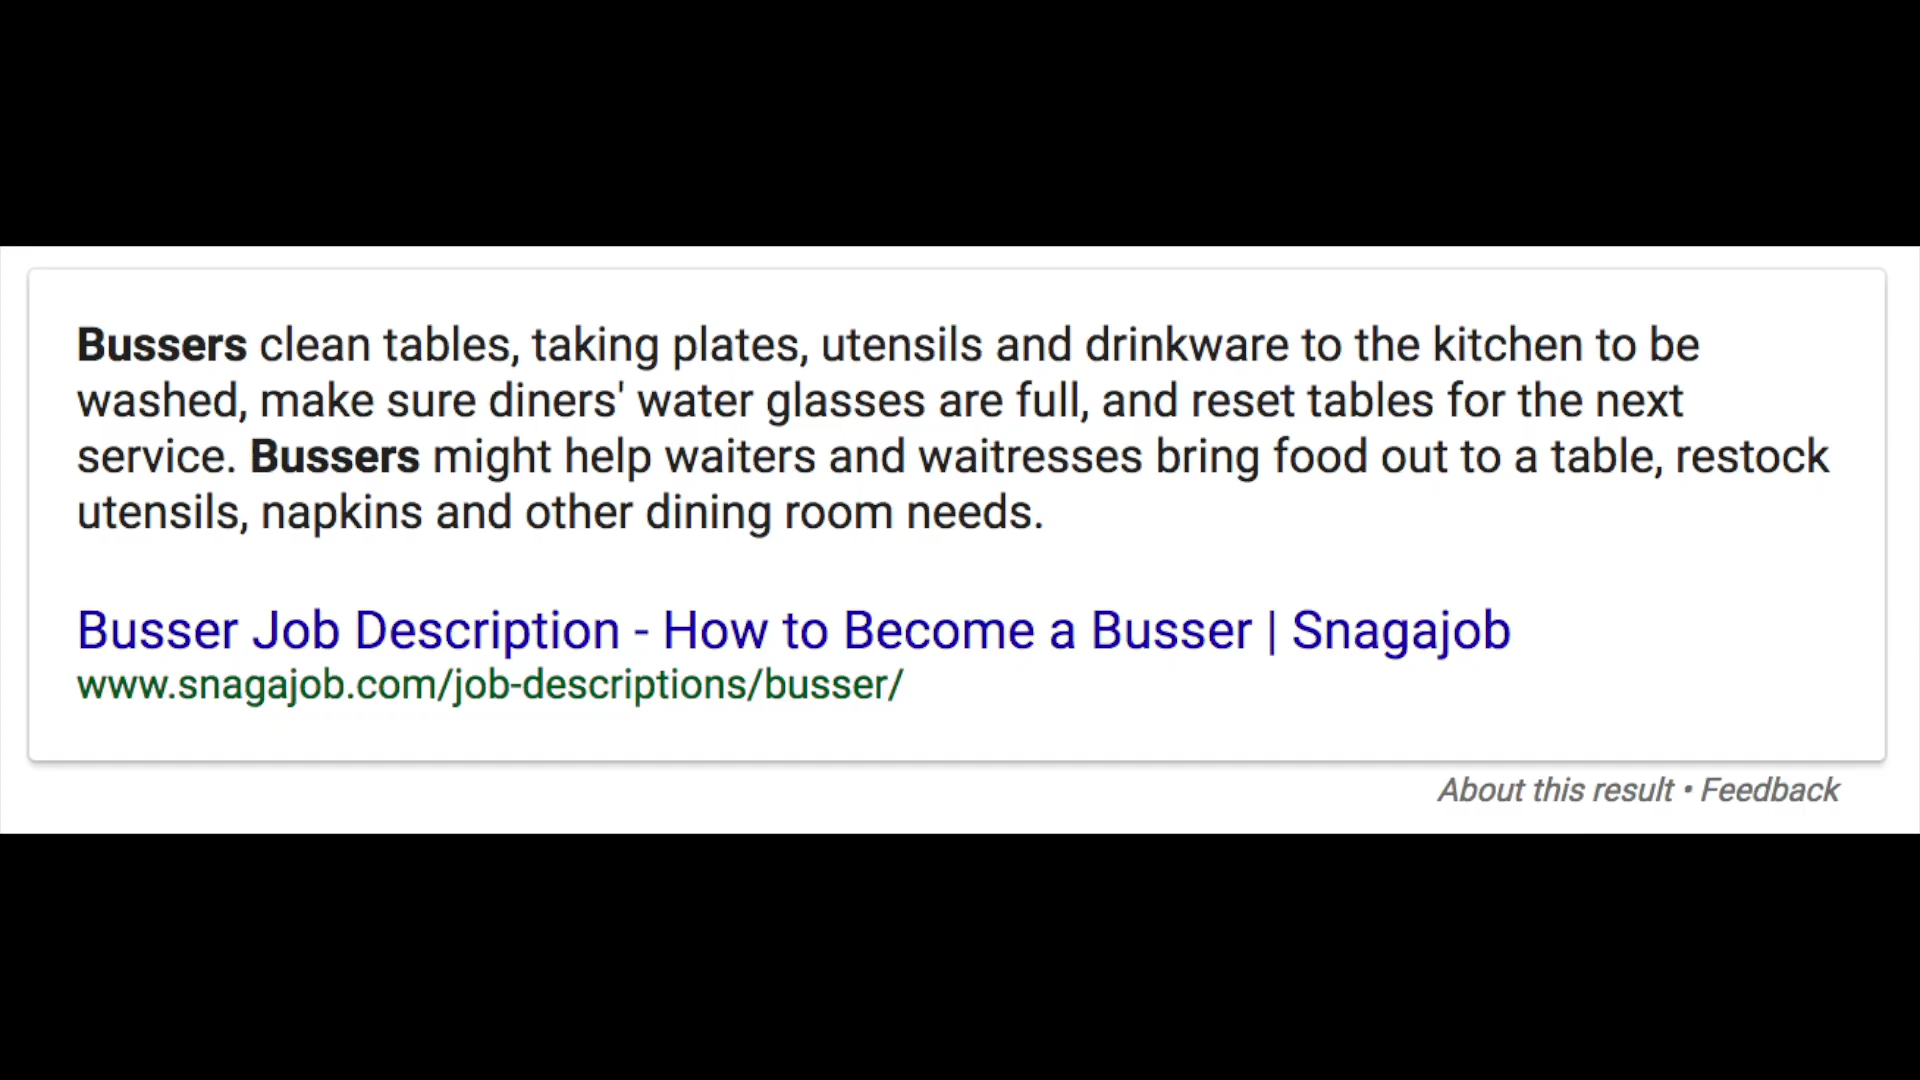 Bussers clean tables, taking plates, utensils and drinkware to the kitchen to be
washed, make sure diners' water glasses are full, and reset tables for the next
service. Bussers might help waiters and waitresses bring food out to a table, restock
utensils, napkins and other dining room needs.
Busser Job Description - How to Become a Busser | Snagajob
www.snagajob.com/job-descriptions/busser/
About this result • Feedback